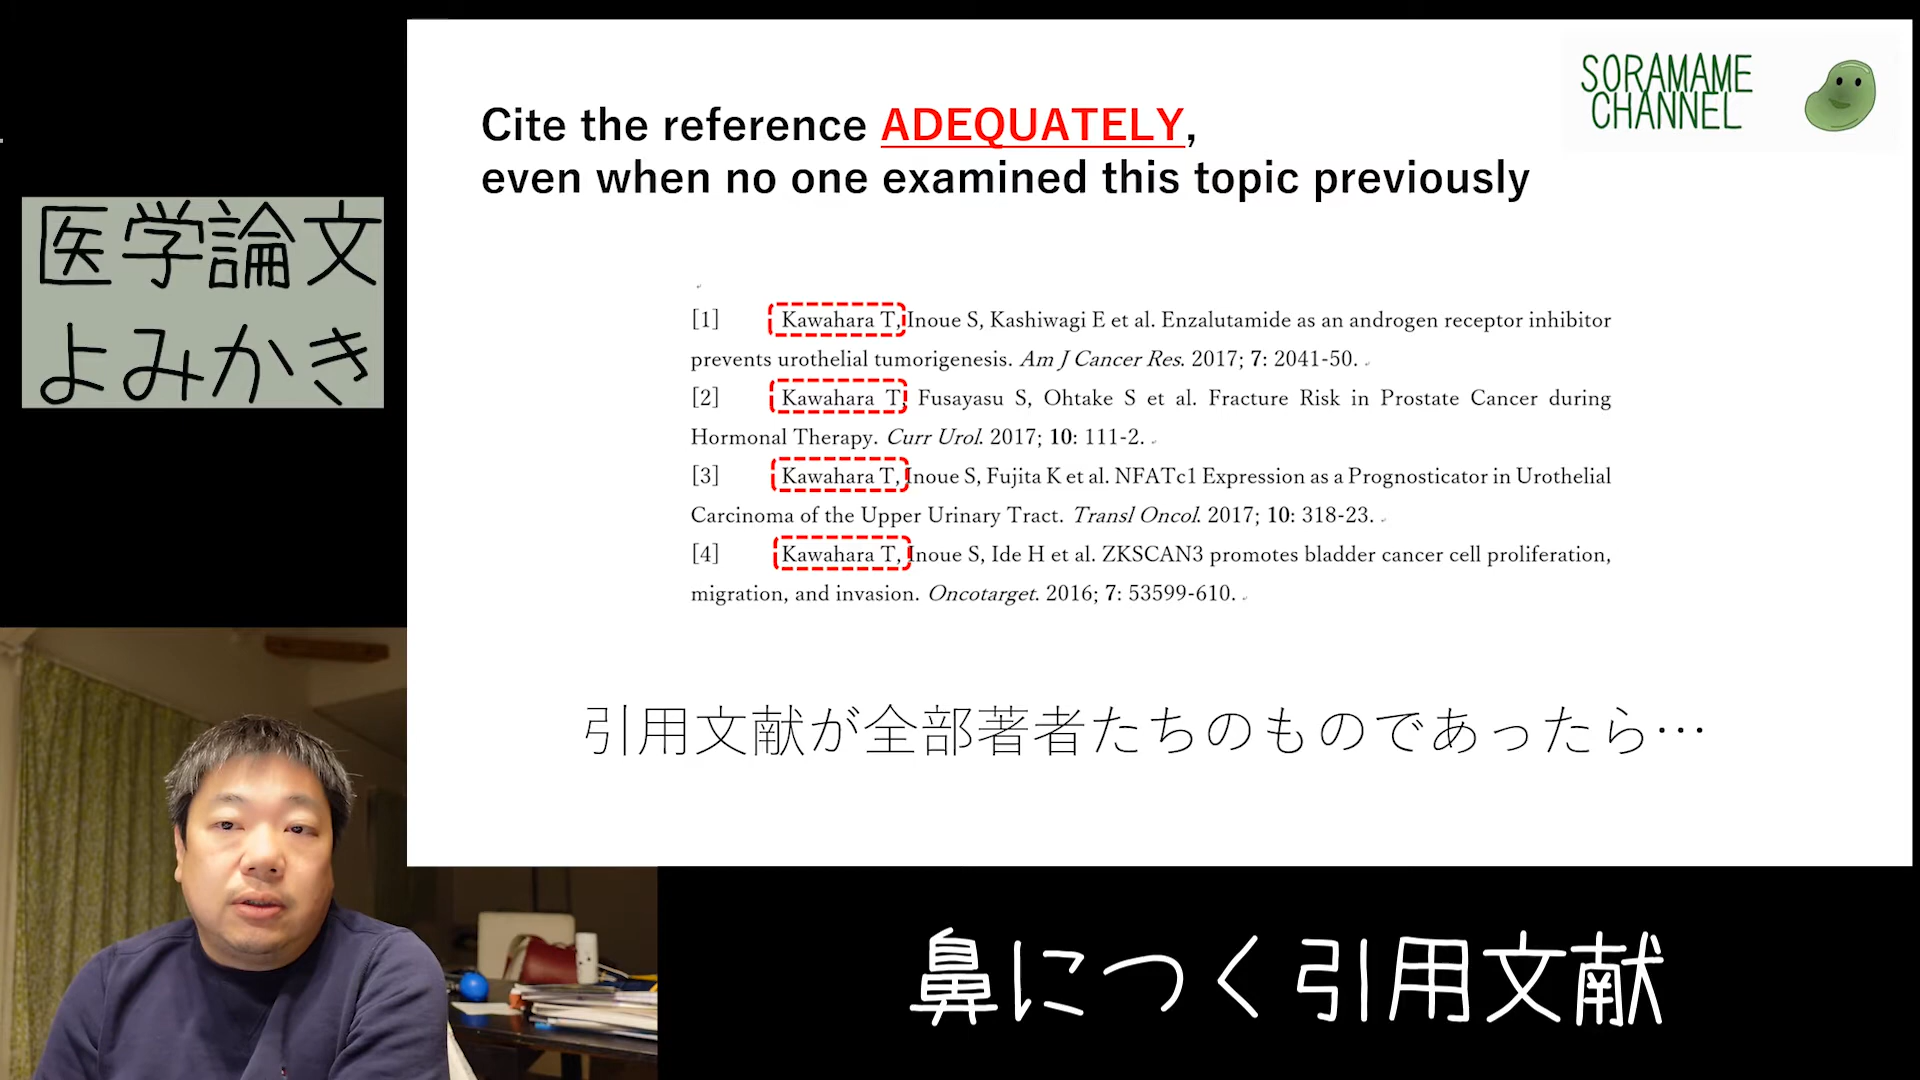 SORAMAME
CHANNEL
Cite the reference ADEQUATELY,
even when no one examined this topic previously
医学論文
よみかき
[1] Kawahara T, Inoue S, Kashiwagi E et al. Enzalutamide as an androgen receptor inhibitor
prevents urothelial tumorigenesis. Am J Cancer Res. 2017; 7: 2041-50.
[2] Kawahara T, Fusayasu S, Ohtake S et al. Fracture Risk in Prostate Cancer during
Hormonal Therapy. Curr Urol. 2017; 10: 111-2.
[3] Kawahara T, Inoue S, Fujita K et al. NFATc1 Expression as a Prognosticator in Urothelial
Carcinoma of the Upper Urinary Tract. Transl Oncol. 2017; 10: 318-23.
[4] Kawahara T, Inoue S, Ide H et al. ZKSCAN3 promotes bladder cancer cell proliferation,
migration, and invasion. Oncotarget. 2016; 7: 53599-610.
引用文献が全部著者たちのものであったら…
鼻につく引用文献